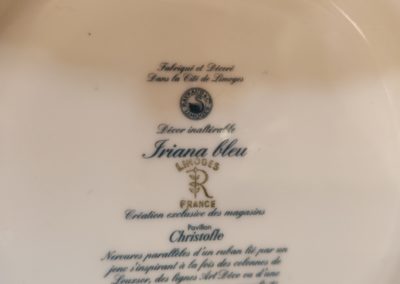 Fabriqué et Décoré
Dans la Cité de Limoges
Décor inaltérable
Iriana bleu
LIMOGES
R
FRANCE
Création exclusive des magasins
Pavillon
Christofle
Nervures parallèles d'un ruban lié par un
jonc s'inspirant à la fois des colonnes de
Louxsor, des lignes Art Déco ou d'une